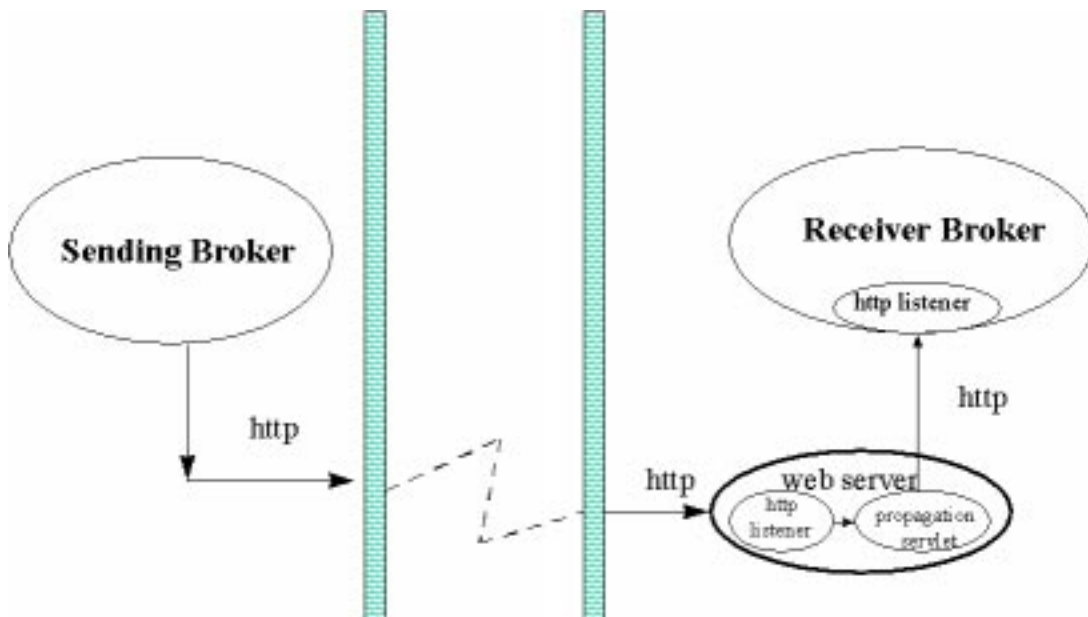 Sending Broker
http
Receiver Broker
http listener
http
http
web server
http
listener
propagation
servlet